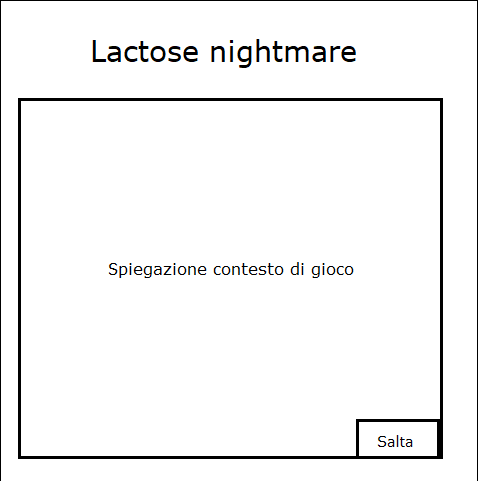 Lactose nightmare
Spiegazione contesto di gioco
Salta